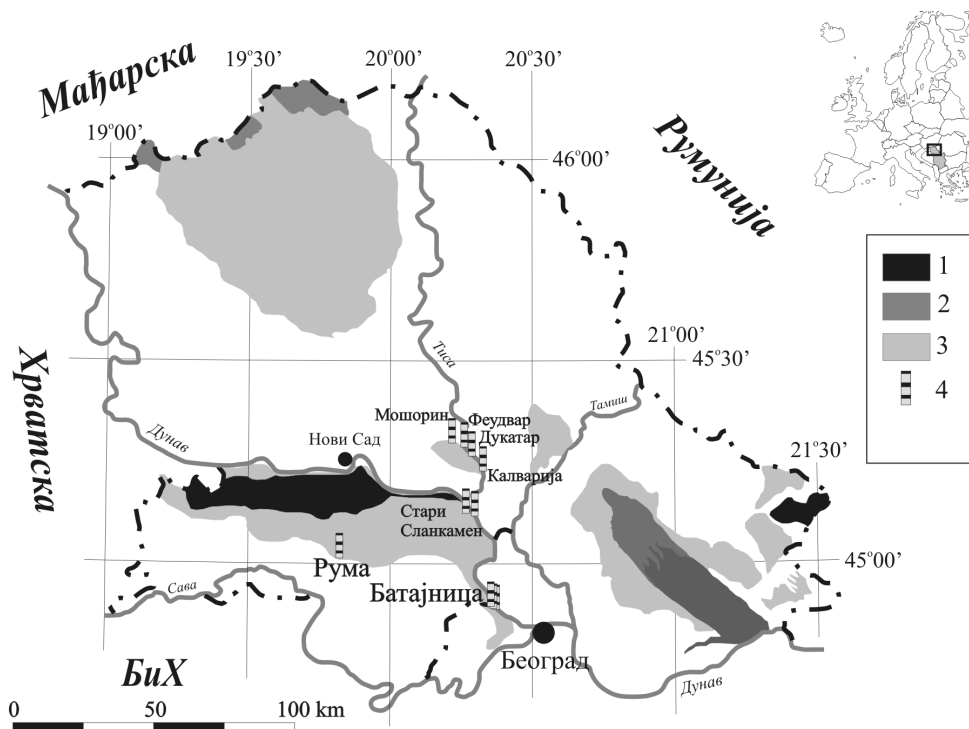 Мађарска
19°30’
20°00’
20°30’
19°00’
46°00’
Румунија
1
2
3
4
21°00’
45°30’
Хрватска
Тиса
Тамиш
Мошорин
Феудвар
Дукатар
Дунав
Нови Сад
21°30’
Калварија
Стари
Сланкамен
45°00’
Рума
Сава
Батајница
Београд
БиХ
Дунав
0 50 100 km